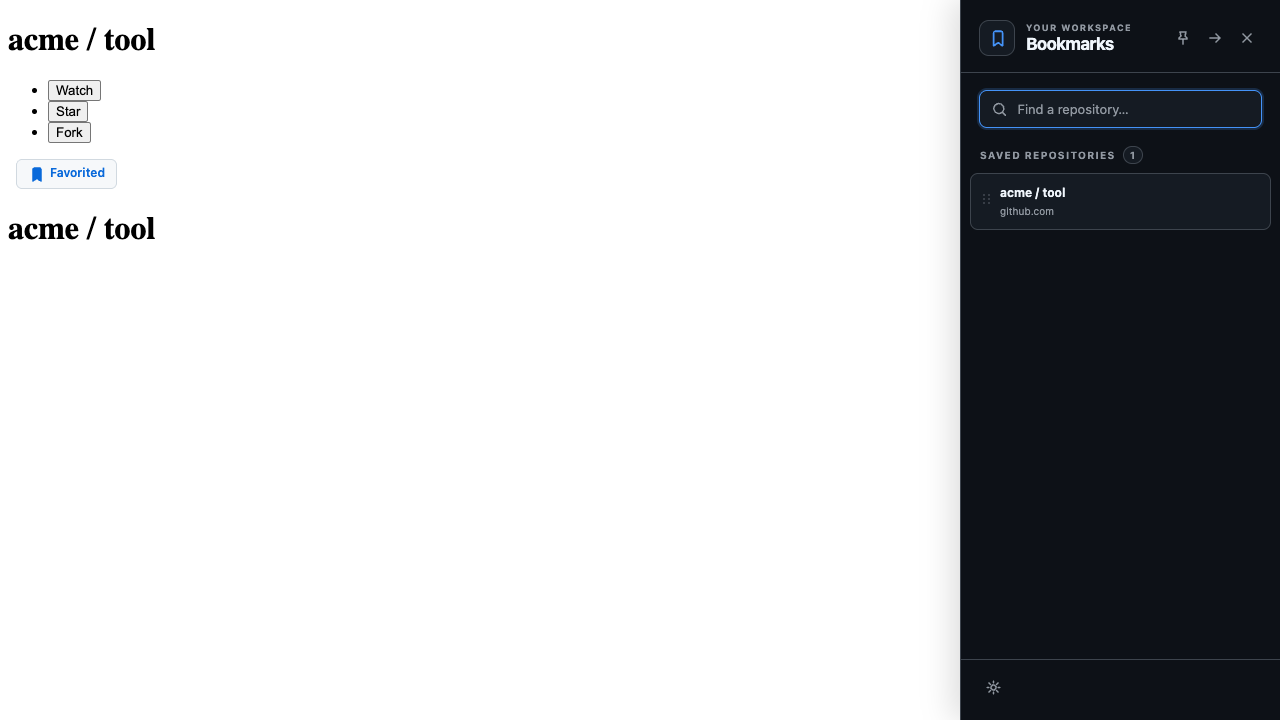 acme / tool
Watch
Star
Fork
Favorited
acme / tool
YOUR WORKSPACE
Bookmarks
Find a repository...
SAVED REPOSITORIES 1
acme / tool
github.com